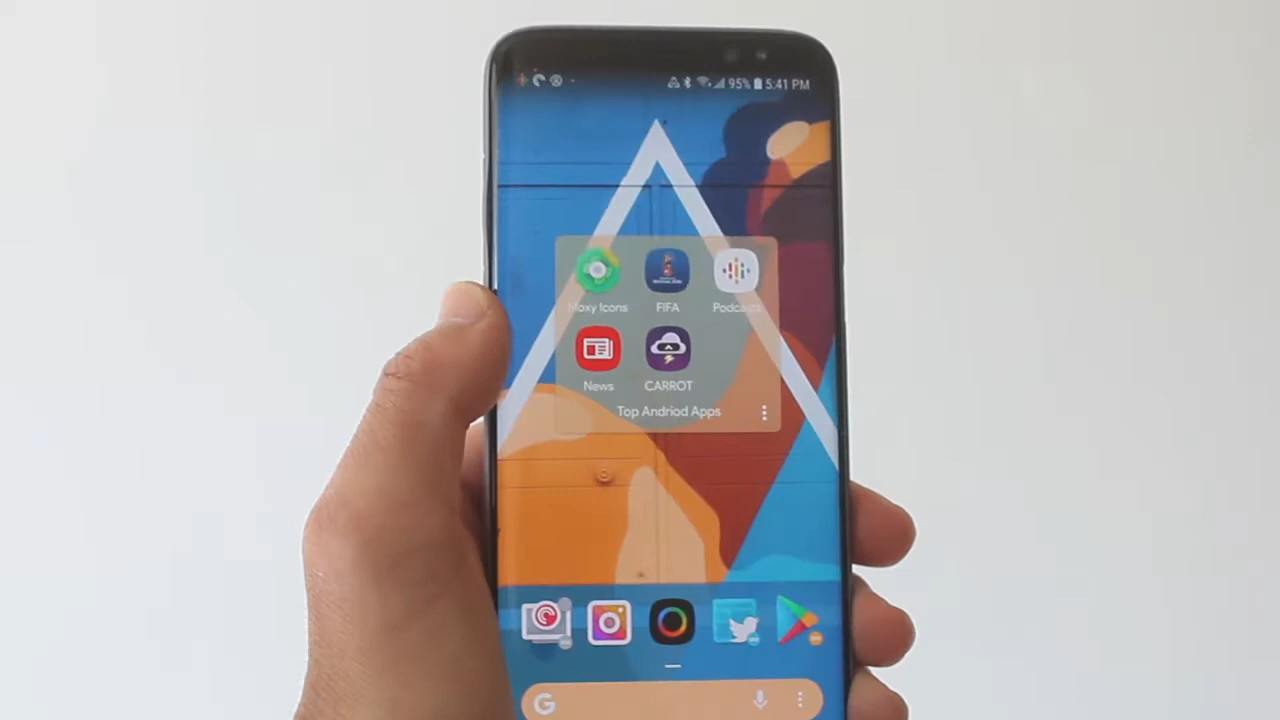 95% 5:41 PM
Moxy Icons FIFA Podcasts
News CARROT
Top Andriod Apps
G